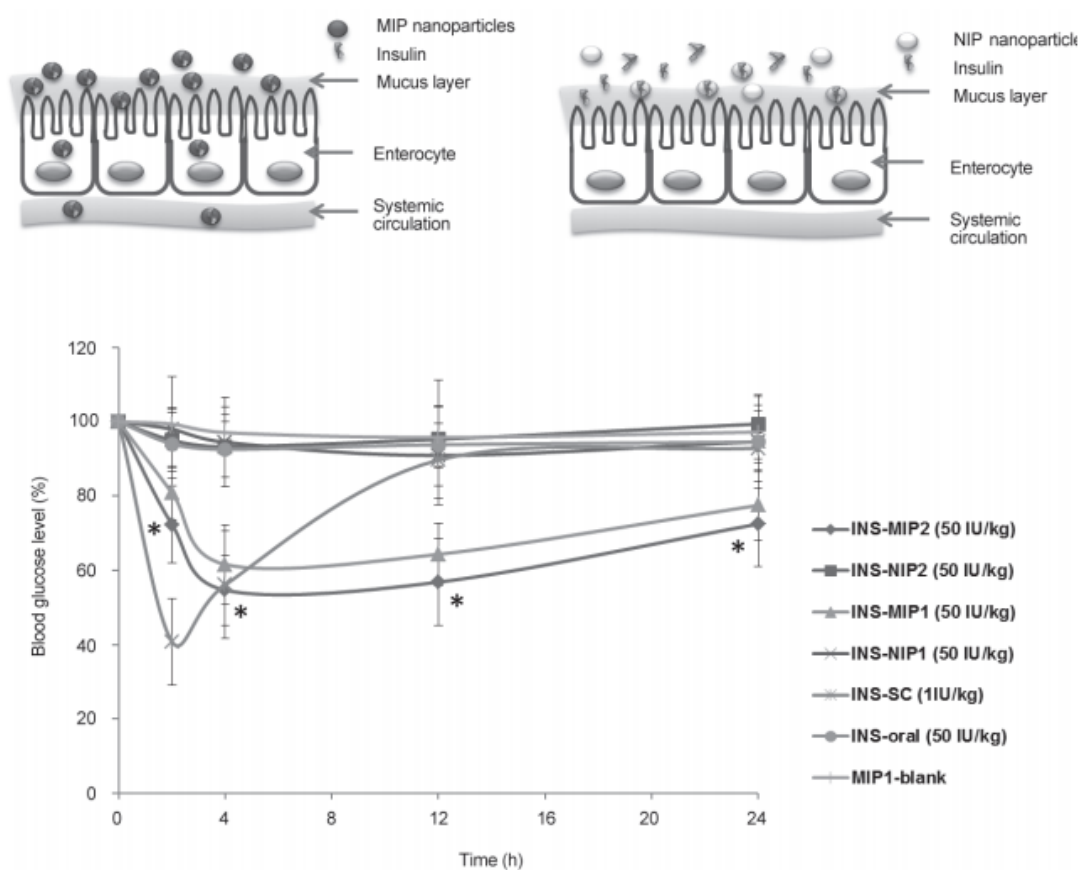 MIP nanoparticles
Insulin
Mucus layer
Enterocyte
Systemic
circulation
NIP nanoparticle
Insulin
Mucus layer
Enterocyte
Systemic
circulation
Blood glucose level (%)
120
100
80
60
40
20
0
*
*
*
*
0
4
8
12
16
20
24
Time (h)
INS-MIP2 (50 IU/kg)
INS-NIP2 (50 IU/kg)
INS-MIP1 (50 IU/kg)
INS-NIP1 (50 IU/kg)
INS-SC (1IU/kg)
INS-oral (50 IU/kg)
MIP1-blank